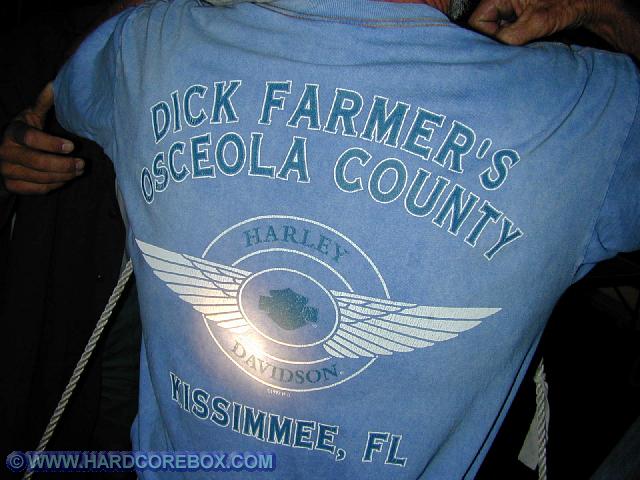 DICK FARMER'S
OSCEOLA COUNTY
HARLEY
DAVIDSON
KISSIMMEE, FL
© WWW.HARDCOREBOX.COM